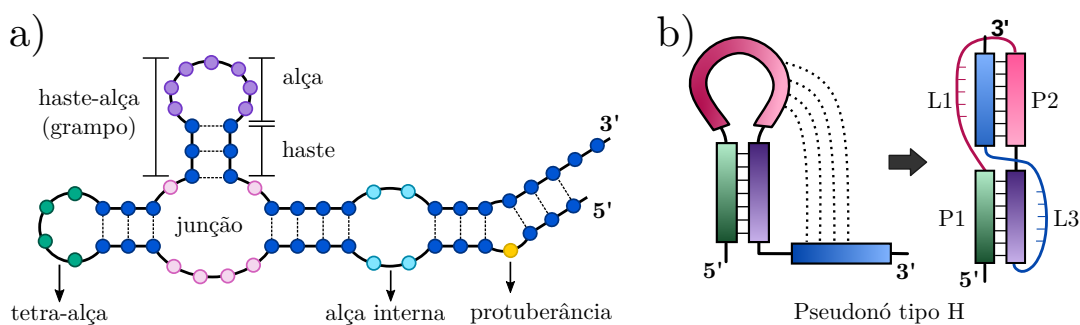 a)
haste-alça
(grampo)
alça
haste
3'
5'
junção
tetra-alça
alça interna
protuberância
b)
5'
3'
3'
L1
P2
P1
L3
5'
Pseudonó tipo H